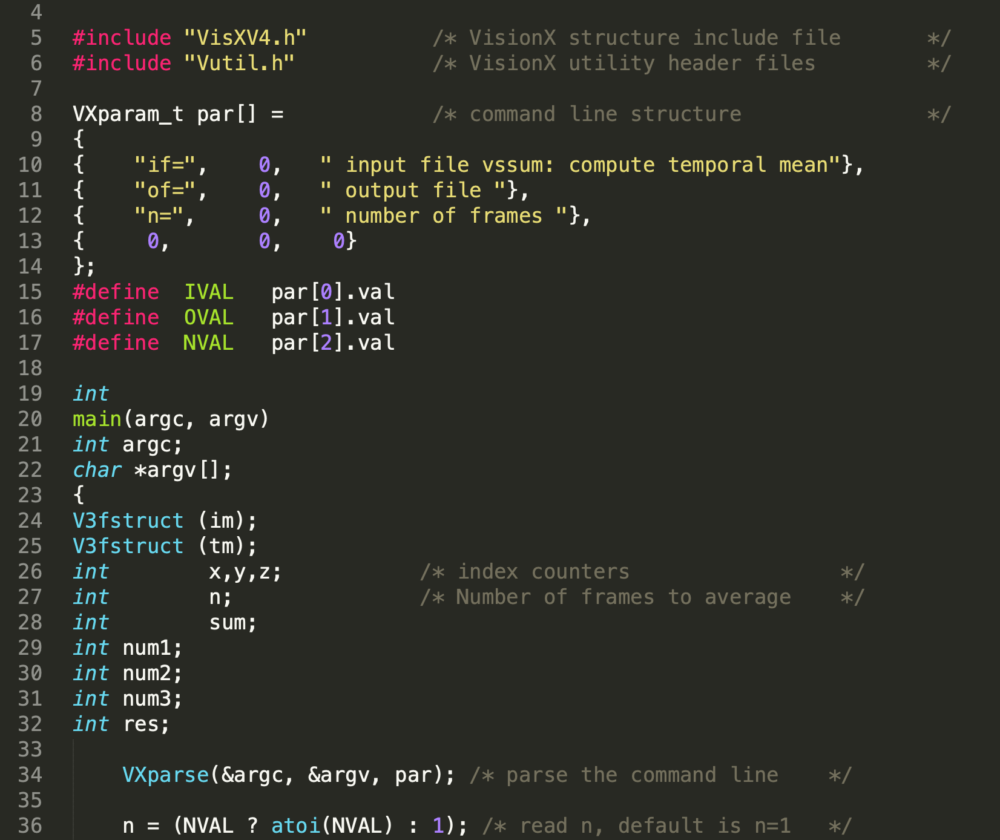 4
5 #include "VisXV4.h" /* VisionX structure include file */
6 #include "Vutil.h" /* VisionX utility header files */
7
8 VXparam_t par[] = /* command line structure */
9 {
10 { "if=", 0, " input file vssum: compute temporal mean"},
11 { "of=", 0, " output file "},
12 { "n=", 0, " number of frames "},
13 { 0, 0, 0}
14 };
15 #define IVAL par[0].val
16 #define OVAL par[1].val
17 #define NVAL par[2].val
18
19 int
20 main(argc, argv)
21 int argc;
22 char *argv[];
23 {
24 V3fstruct (im);
25 V3fstruct (tm);
26 int x,y,z; /* index counters */
27 int n; /* Number of frames to average */
28 int sum;
29 int num1;
30 int num2;
31 int num3;
32 int res;
33
34 VXparse(&argc, &argv, par); /* parse the command line */
35
36 n = (NVAL ? atoi(NVAL) : 1); /* read n, default is n=1 */